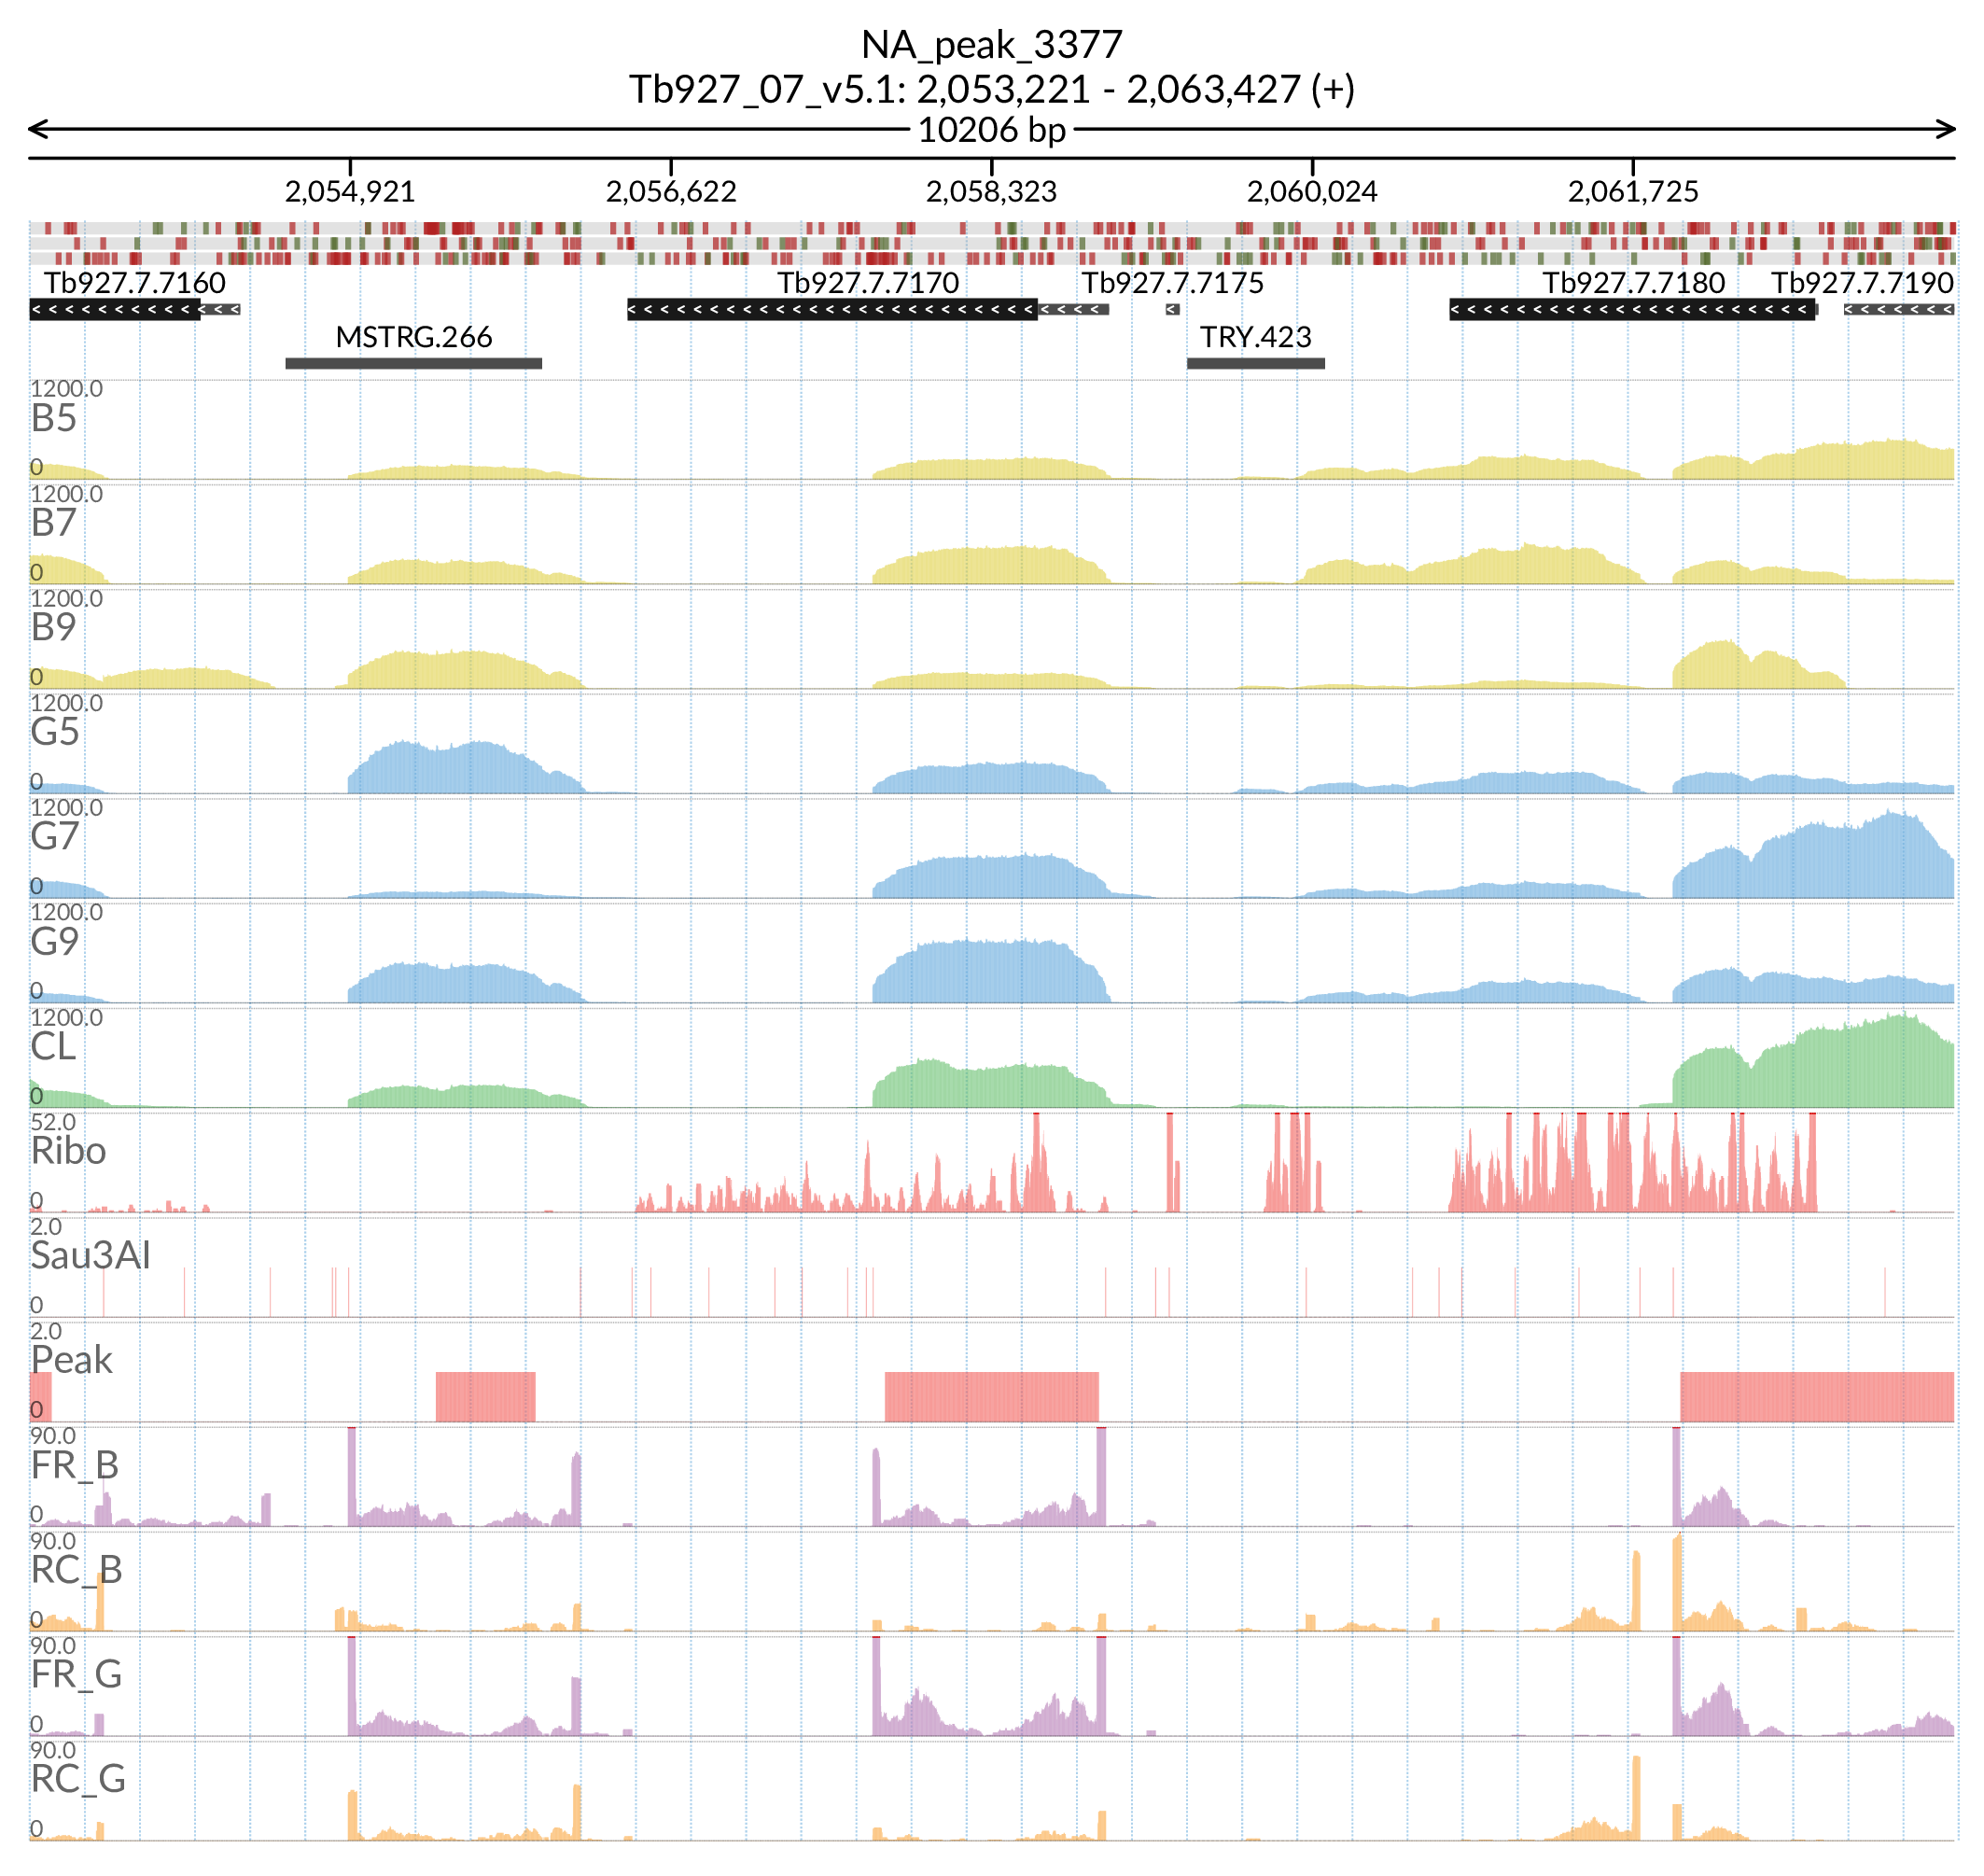 NA_peak_3377
Tb927_07_v5.1: 2,053,221 - 2,063,427 (+)
10206 bp
2,054,921 2,056,622 2,058,323 2,060,024 2,061,725
Tb927.7.7160 Tb927.7.7170 Tb927.7.7175 Tb927.7.7180 Tb927.7.7190
MSTRG.266 TRY.423
1200.0
B5
0
1200.0
B7
0
1200.0
B9
0
1200.0
G5
0
1200.0
G7
0
1200.0
G9
0
1200.0
CL
0
52.0
Ribo
0
2.0
Sau3AI
0
2.0
Peak
0
90.0
FR_B
0
90.0
RC_B
0
90.0
FR_G
0
90.0
RC_G
0